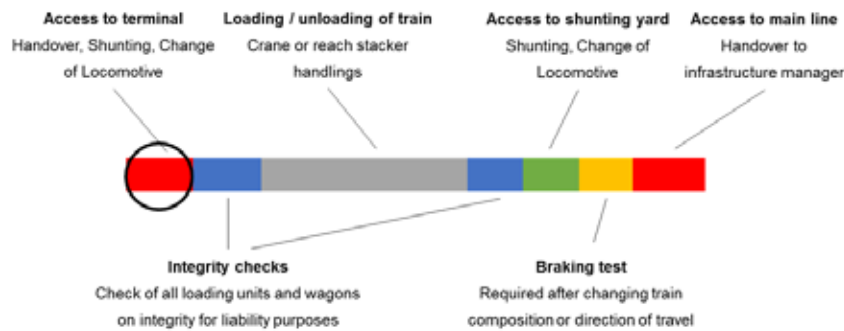 Access to terminal
Handover, Shunting, Change
of Locomotive
Loading / unloading of train
Crane or reach stacker
handlings
Access to shunting yard
Shunting, Change of
Locomotive
Access to main line
Handover to
infrastructure manager
Integrity checks
Check of all loading units and wagons
on integrity for liability purposes
Braking test
Required after changing train
composition or direction of travel